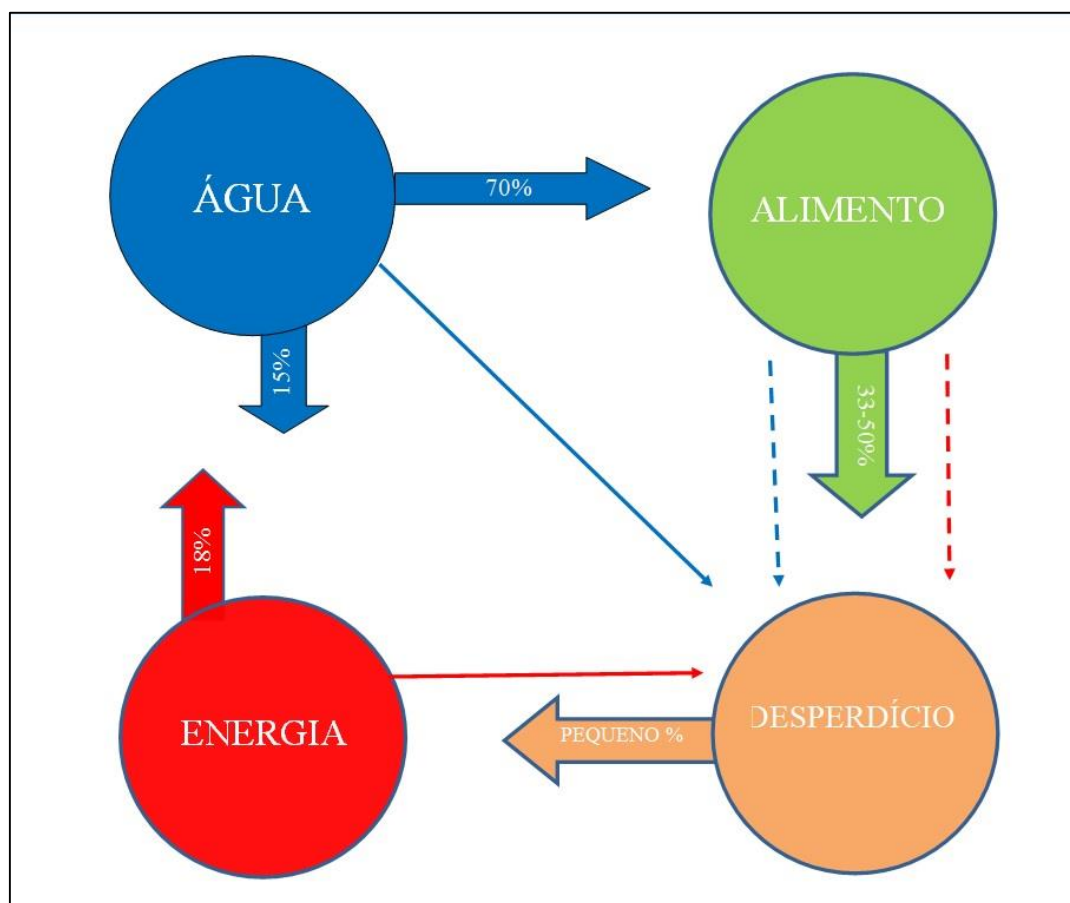 ÁGUA
70%
ALIMENTO
15%
33-50%
18%
ENERGIA
PEQUENO %
DESPERDÍCIO